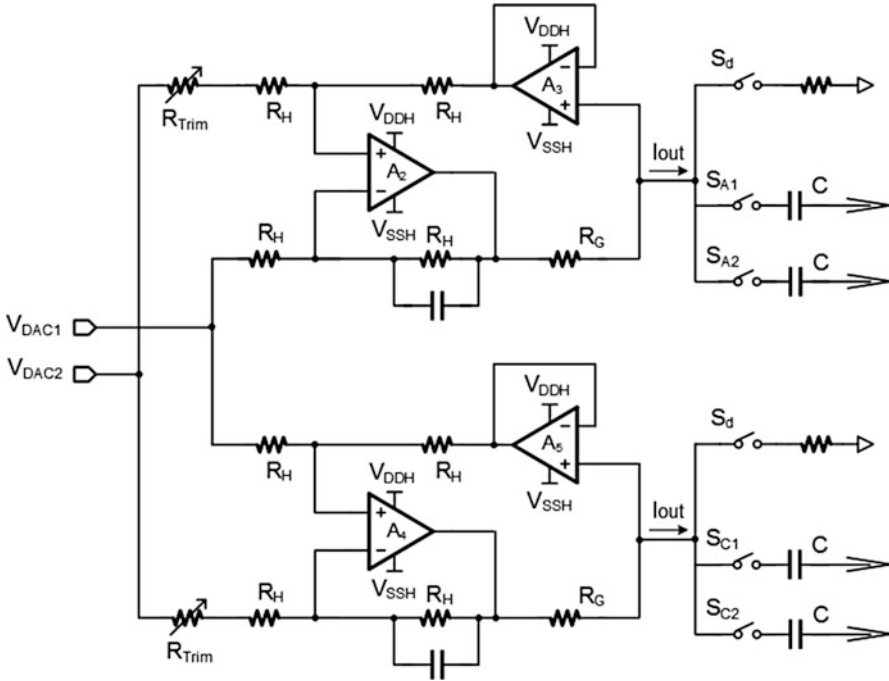 VDDH
Sd
A3
RTrim
RH
RH
VDDH
VSSH
Iout
SA1
C
A2
RH
VSSH
RH
RG
SA2
C
VDAC1
VDAC2
VDDH
Sd
RH
RH
A5
VDDH
VSSH
Iout
SC1
C
A4
RH
VSSH
RH
RG
SC2
C
RTrim